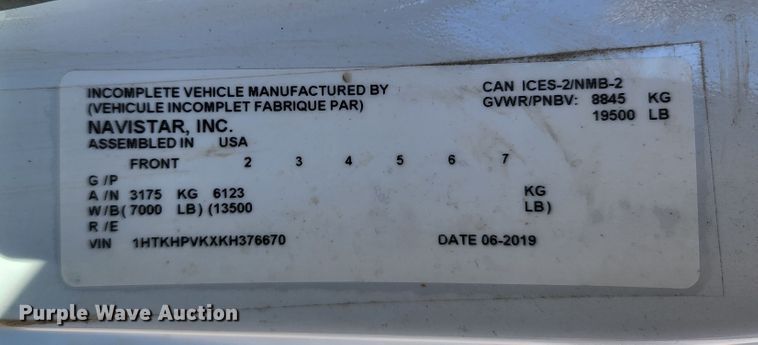 INCOMPLETE VEHICLE MANUFACTURED BY
(VEHICULE INCOMPLET FABRIQUE PAR)
NAVISTAR, INC.
ASSEMBLED IN USA
CAN ICES-2/NMB-2
GVWR/PNBV: 8845 KG
19500 LB
FRONT 2 3 4 5 6 7
G /P
A /N 3175 KG 6123 KG
W/B( 7000 LB) (13500 LB)
R /E
VIN 1HTKHPVKXKH376670 DATE 06-2019
Purple Wave Auction